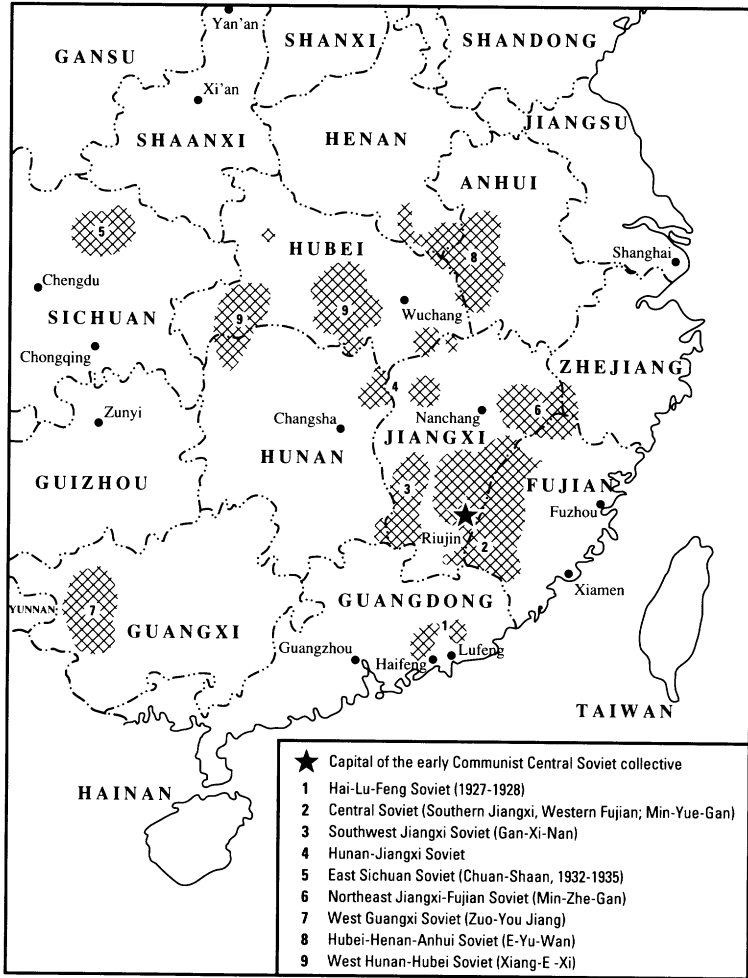 Yan'an
SHANXI
SHANDONG
GANSU
Xi'an
SHAANXI
HENAN
JIANGSU
ANHUI
5
HUBEI
8
Shanghai
Chengdu
SICHUAN
9
9
Wuchang
Chongqing
ZHEJIANG
4
Zunyi
Changsha
Nanchang
6
JIANGXI
HUNAN
GUIZHOU
3
FUJIAN
Fuzhou
Riujin
2
Xiamen
YUNNAN
7
GUANGXI
GUANGDONG
1
Guangzhou
Haifeng
Lufeng
TAIWAN
HAINAN
Capital of the early Communist Central Soviet collective
1 Hai-Lu-Feng Soviet (1927-1928)
2 Central Soviet (Southern Jiangxi, Western Fujian; Min-Yue-Gan)
3 Southwest Jiangxi Soviet (Gan-Xi-Nan)
4 Hunan-Jiangxi Soviet
5 East Sichuan Soviet (Chuan-Shaan, 1932-1935)
6 Northeast Jiangxi-Fujian Soviet (Min-Zhe-Gan)
7 West Guangxi Soviet (Zuo-You Jiang)
8 Hubei-Henan-Anhui Soviet (E-Yu-Wan)
9 West Hunan-Hubei Soviet (Xiang-E -Xi)